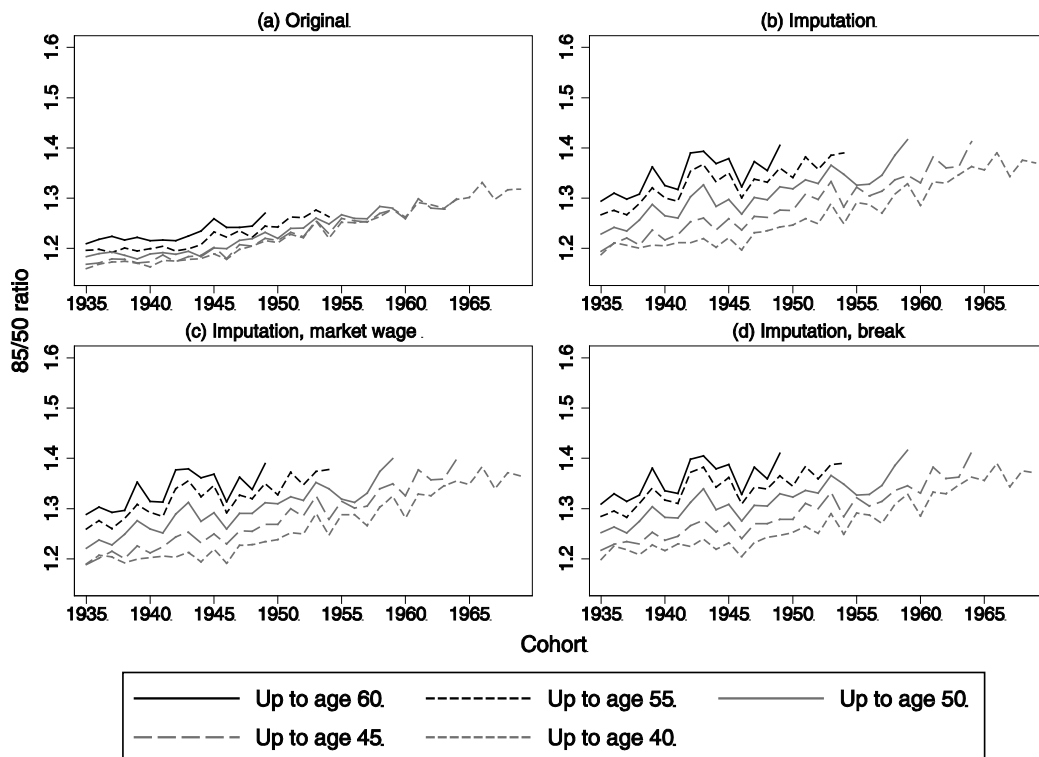 (a) Original
(b) Imputation
1.2 1.3 1.4 1.5 1.6
1.2 1.3 1.4 1.5 1.6
1935 1940 1945 1950 1955 1960 1965
1935 1940 1945 1950 1955 1960 1965
(c) Imputation, market wage
(d) Imputation, break
1.2 1.3 1.4 1.5 1.6
1.2 1.3 1.4 1.5 1.6
1935 1940 1945 1950 1955 1960 1965
1935 1940 1945 1950 1955 1960 1965
85/50 ratio
Cohort
Up to age 60 Up to age 55 Up to age 50
Up to age 45 Up to age 40